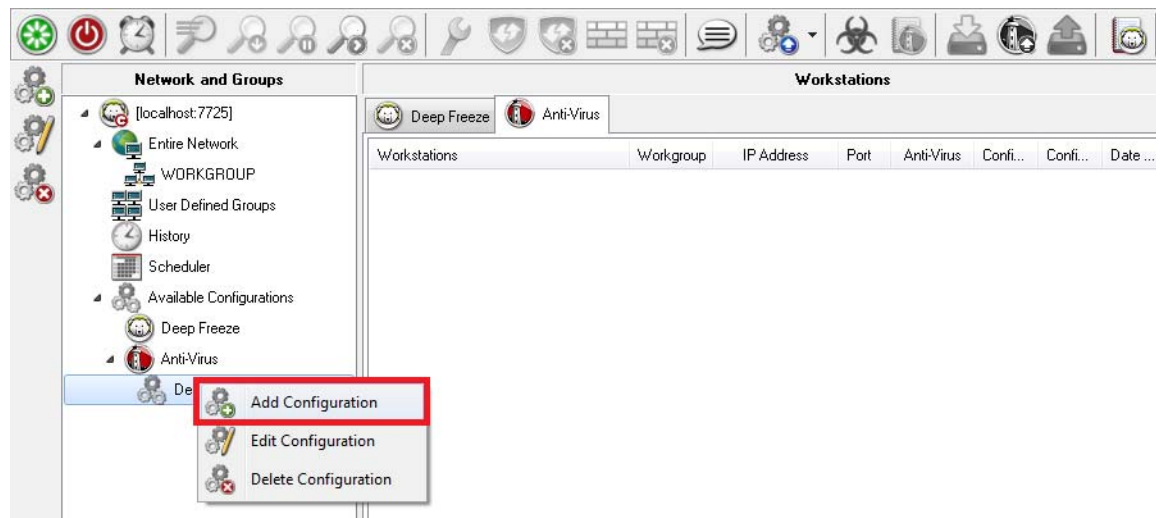 Network and Groups
Workstations
[localhost:7725]
Entire Network
WORKGROUP
User Defined Groups
History
Scheduler
Available Configurations
Deep Freeze
Anti-Virus
De
Add Configuration
Edit Configuration
Delete Configuration
Deep Freeze
Anti-Virus
Workstations Workgroup IP Address Port Anti-Virus Confi... Confi... Date ...